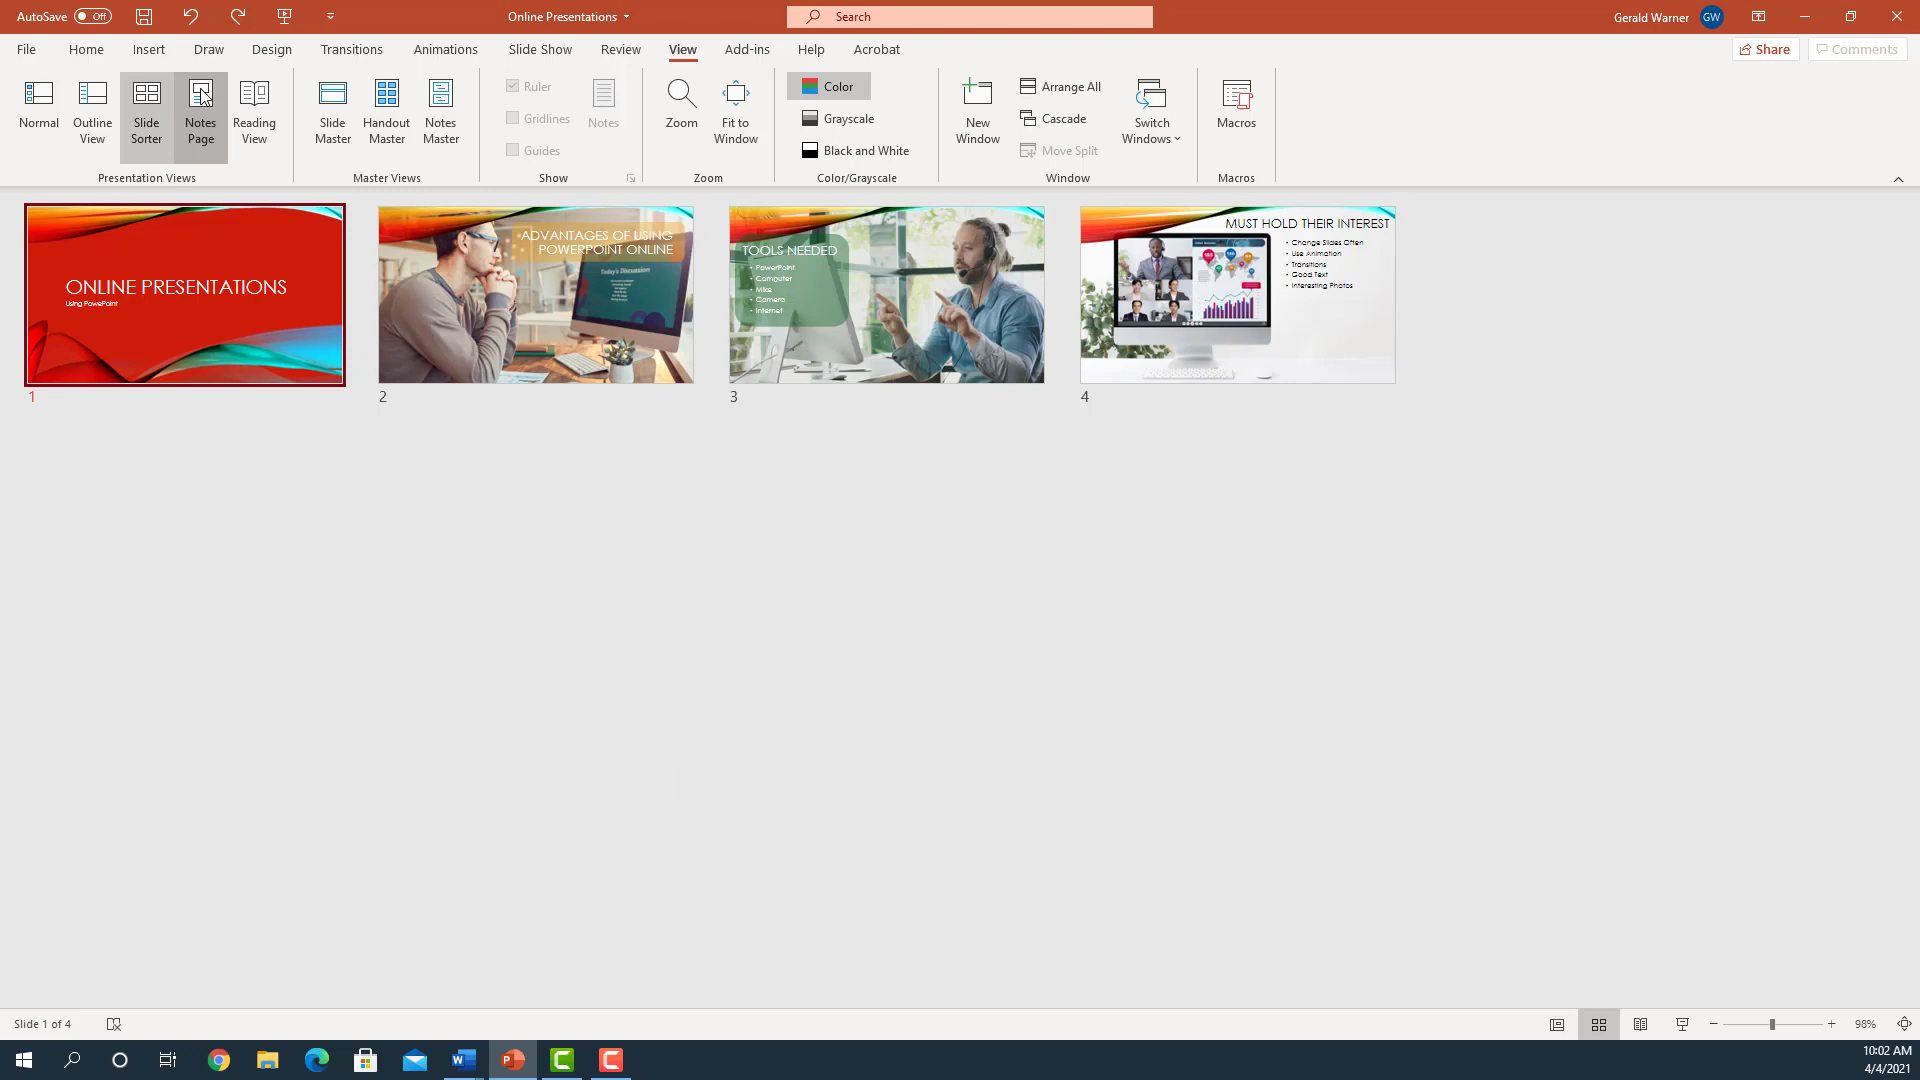 AutoSave Off Online Presentations Search Gerald Warner GW
File Home Insert Draw Design Transitions Animations Slide Show Review View Add-ins Help Acrobat Share Comments
Normal
Outline View
Slide Sorter
Notes Page
Reading View
Presentation Views
Slide Master
Handout Master
Notes Master
Master Views
Ruler
Gridlines
Guides
Notes
Show
Zoom
Fit to Window
Zoom
Color
Grayscale
Black and White
Color/Grayscale
New Window
Arrange All
Cascade
Move Split
Switch Windows
Window
Macros
Macros
ONLINE PRESENTATIONS
Using PowePoint
1
ADVANTAGES OF USING
POWERPOINT ONLINE
Today's Discussion
2
TOOLS NEEDED
• PowerPoint
• Computer
• Mike
• Camera
• Internet
3
MUST HOLD THEIR INTEREST
• Change Slides Often
• Use Animation
• Transitions
• Good Text
• Interesting Photos
4
Slide 1 of 4 98%
10:02 AM
4/4/2021